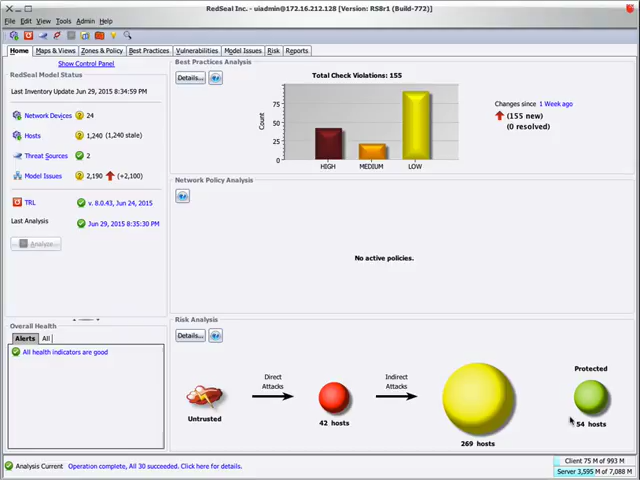 RedSeal Inc. - uiadmin@172.16.212.128 [Version: RS8r1 (Build-772)]
File Edit View Tools Admin Help
Home Maps & Views Zones & Policy Best Practices Vulnerabilities Model Issues Risk Reports
Show Control Panel
RedSeal Model Status
Last Inventory Update Jun 29, 2015 8:34:59 PM
Network Devices 24
Hosts 1,240 (1,240 stale)
Threat Sources 2
Model Issues 2,190 (+2,100)
TRL v. 8.0.43, Jun 24, 2015
Last Analysis Jun 29, 2015 8:35:30 PM
Analyze...
Overall Health
Alerts All
All health indicators are good
Best Practices Analysis
Details...
Total Check Violations: 155
Count
75
50
25
0
HIGH MEDIUM LOW
Changes since 1 Week ago
(155 new)
(0 resolved)
Network Policy Analysis
No active policies.
Risk Analysis
Details...
Untrusted
Direct
Attacks
42 hosts
Indirect
Attacks
269 hosts
Protected
54 hosts
Analysis Current Operation complete, All 30 succeeded. Click here for details.
Client 75 M of 993 M
Server 3,595 M of 7,088 M